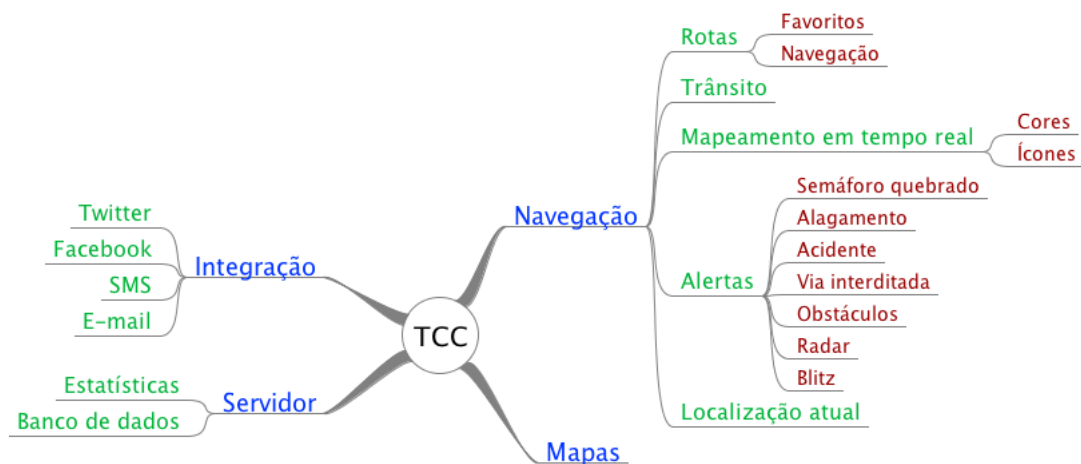 TCC
Navegação
Rotas
Favoritos
Navegação
Trânsito
Mapeamento em tempo real
Cores
Ícones
Alertas
Semáforo quebrado
Alagamento
Acidente
Via interditada
Obstáculos
Radar
Blitz
Localização atual
Mapas
Integração
Twitter
Facebook
SMS
E-mail
Servidor
Estatísticas
Banco de dados